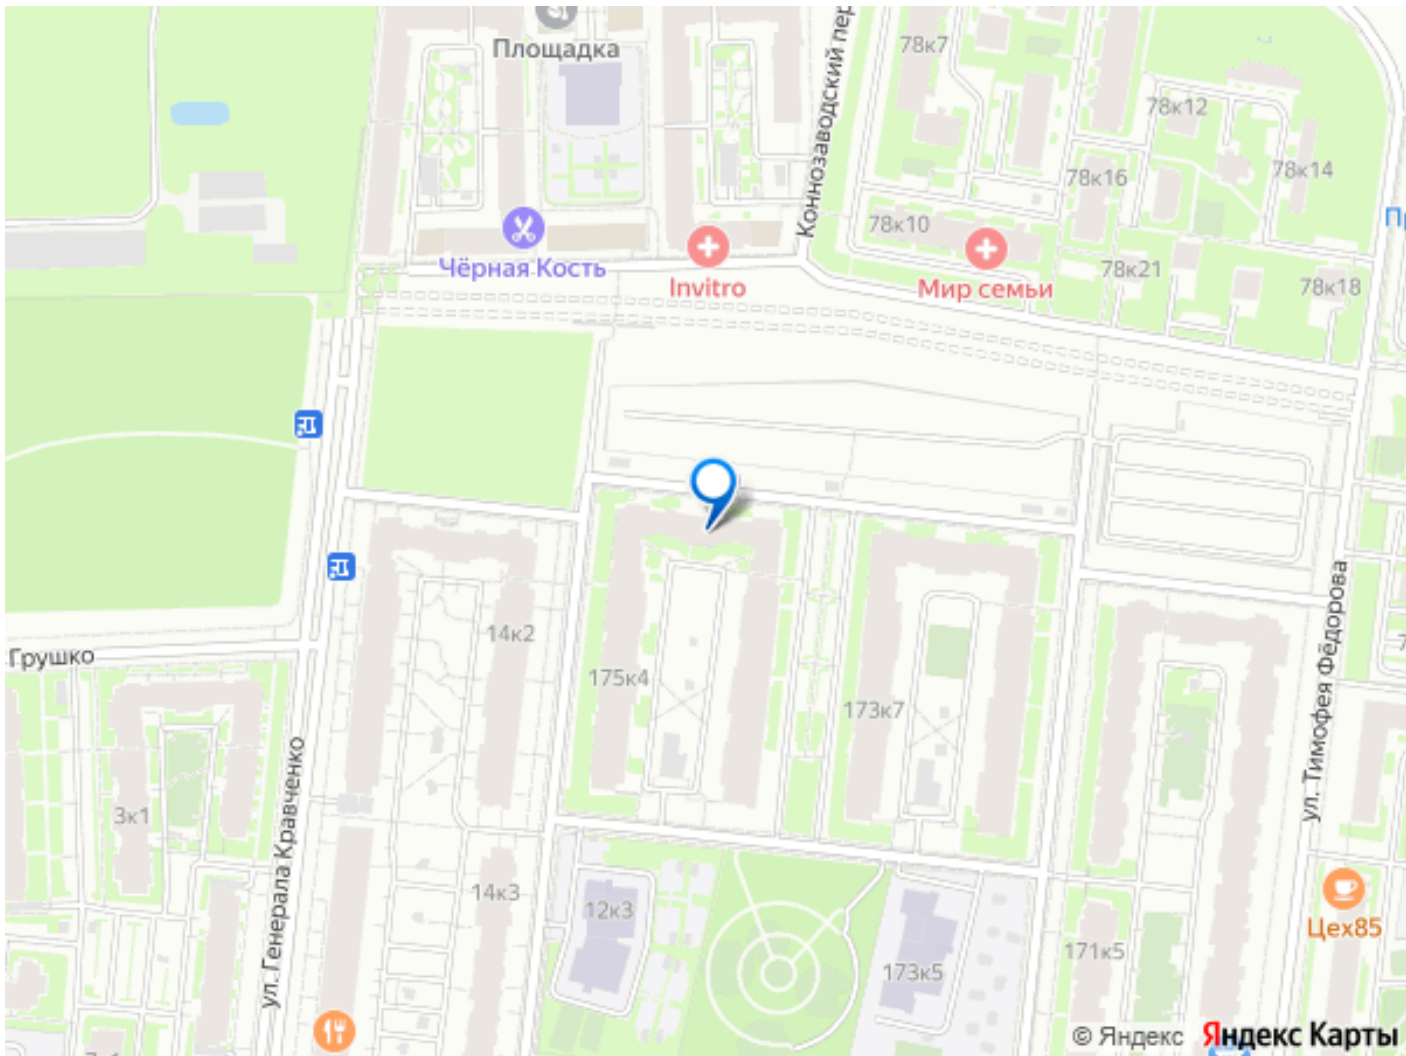 Площадка
Коннозаводский пер
78к7
78к12
78к14
78к16
78к10
78к21
78к18
Пр
Чёрная Кость
Invitro
Мир семьи
Грушко
14к2
175к4
173к7
3к1
14к3
12к3
173к5
171к5
ул. Генерала Кравченко
ул. Тимофея Фёдорова
Цех85
© Яндекс Яндекс Карты